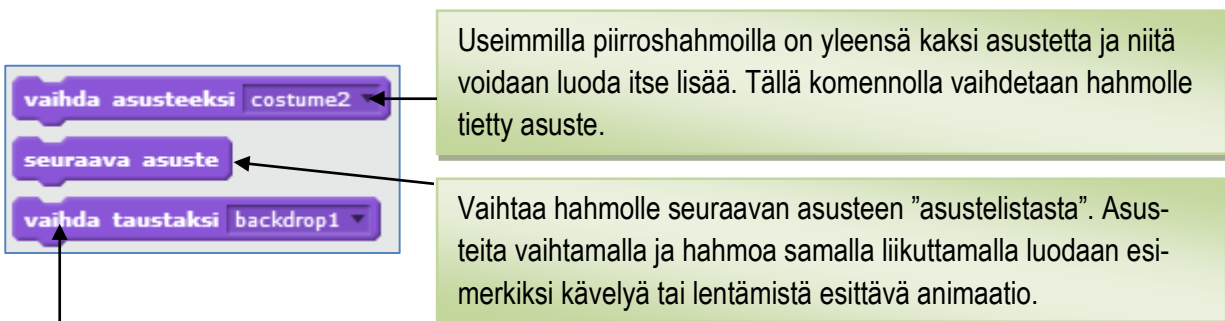 vaihda asusteeksi costume2
seuraava asuste
vaihda taustaksi backdrop1
Useimmilla piirroshahmoilla on yleensä kaksi asustetta ja niitä
voidaan luoda itse lisää. Tällä komennolla vaihdetaan hahmolle
tietty asuste.
Vaihtaa hahmolle seuraavan asusteen ”asustelistasta”. Asus-
teita vaihtamalla ja hahmoa samalla liikuttamalla luodaan esi-
merkiksi kävelyä tai lentämistä esittävä animaatio.